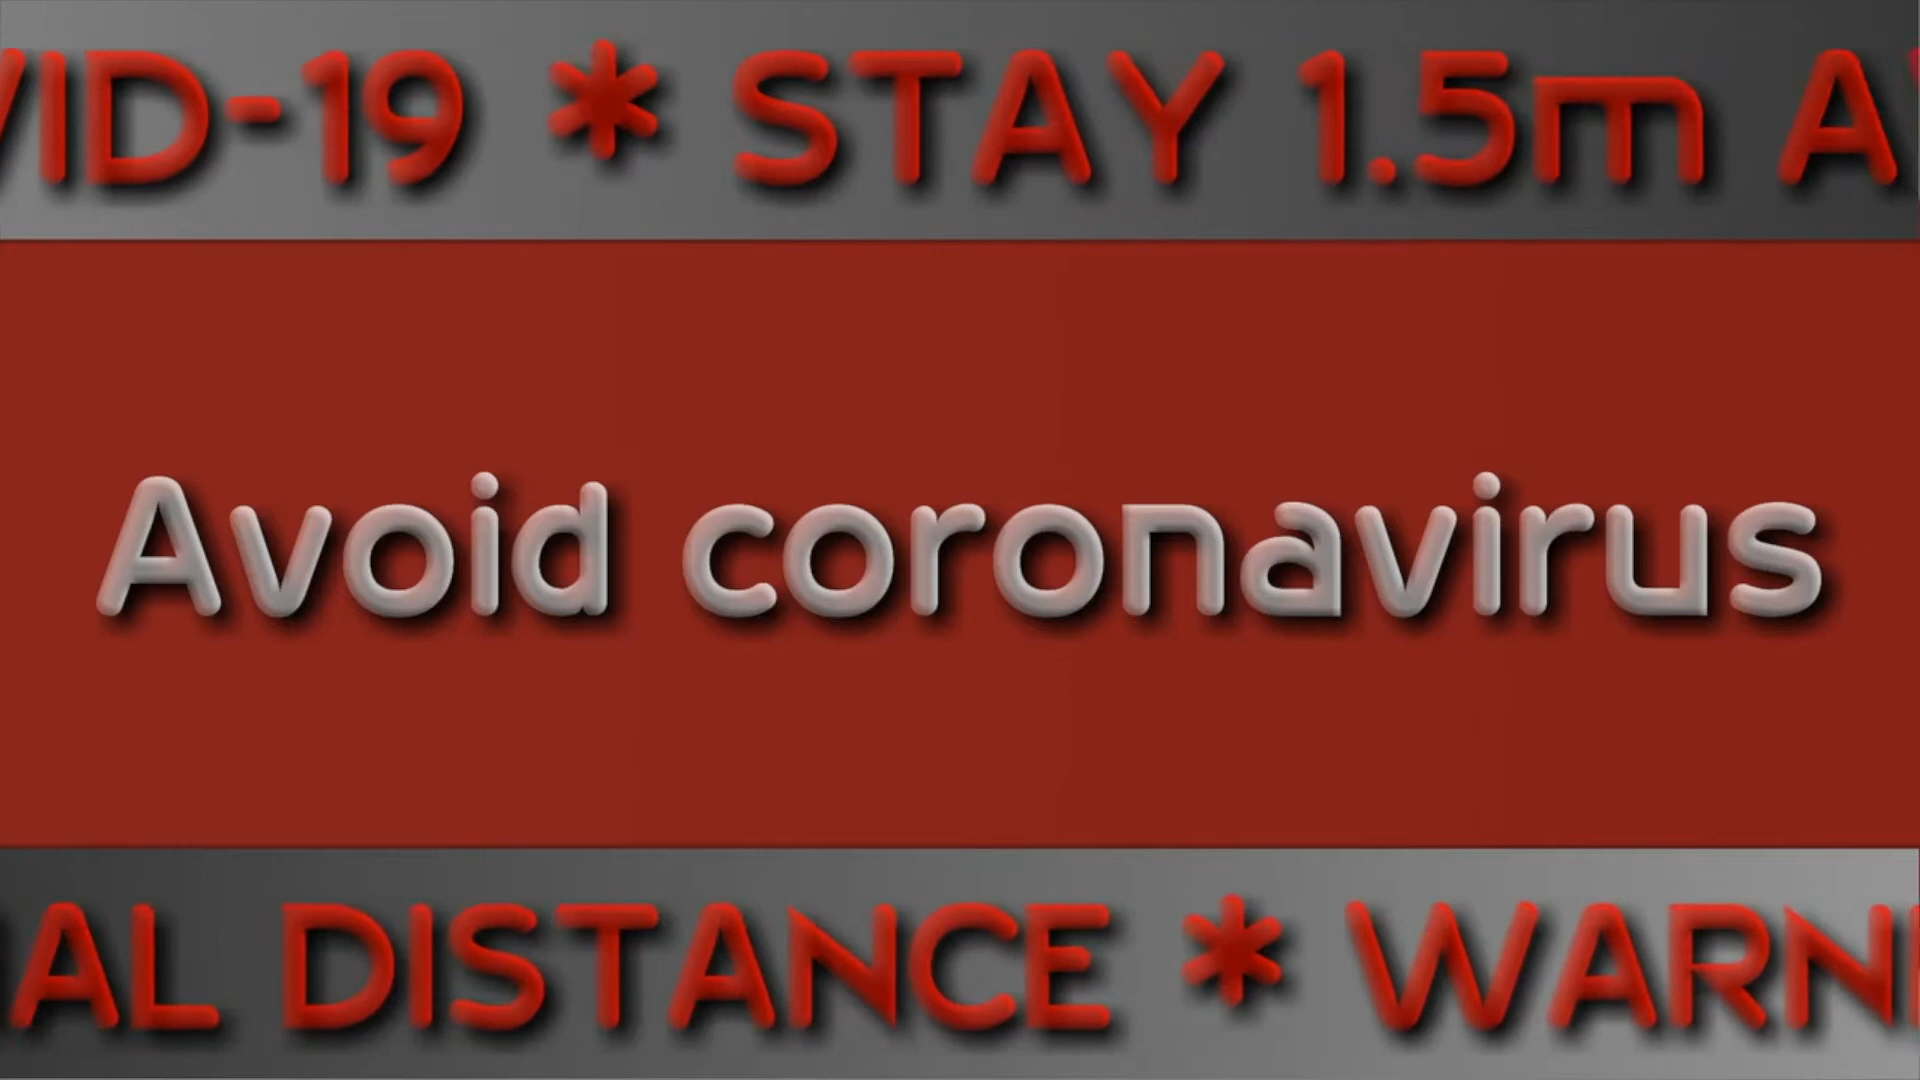 VID-19 * STAY 1.5m A
Avoid coronavirus
AL DISTANCE * WARN